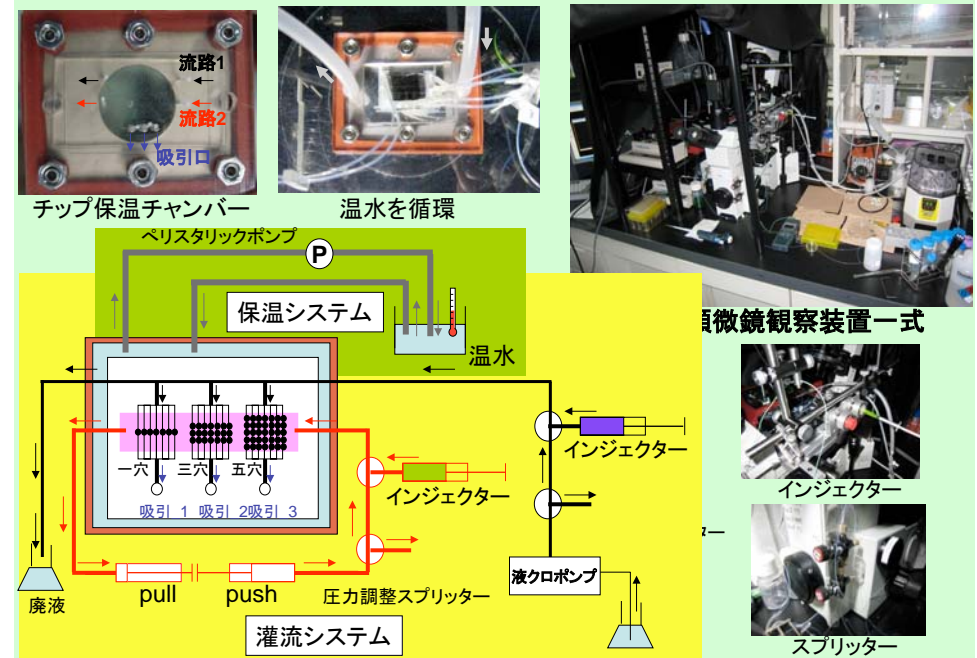 流路1
流路2
吸引口
チップ保温チャンバー
温水を循環
ペリスタリックポンプ
P
保温システム
温水
微鏡観察装置一式
一穴 三穴 五穴
吸引_1 吸引_2吸引_3
インジェクター
インジェクター
インジェクター
ター
廃液
pull
push
圧力調整スプリッター
液クロポンプ
灌流システム
スプリッター